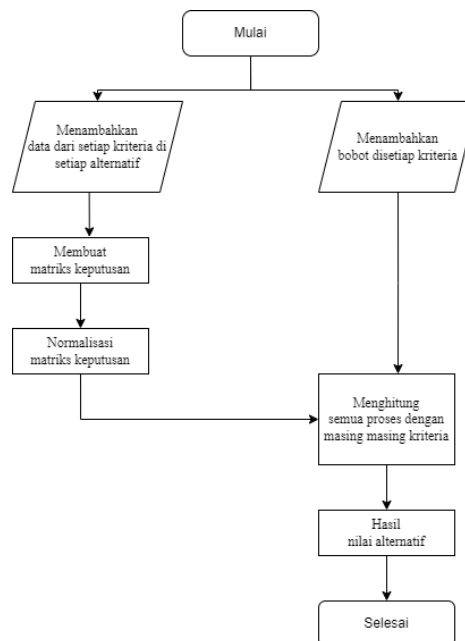 Mulai
Menambahkan
data dari setiap kriteria di
setiap alternatif
Menambahkan
bobot disetiap kriteria
Membuat
matriks keputusan
Normalisasi
matriks keputusan
Menghitung
semua proses dengan
masing masing kriteria
Hasil
nilai alternatif
Selesai